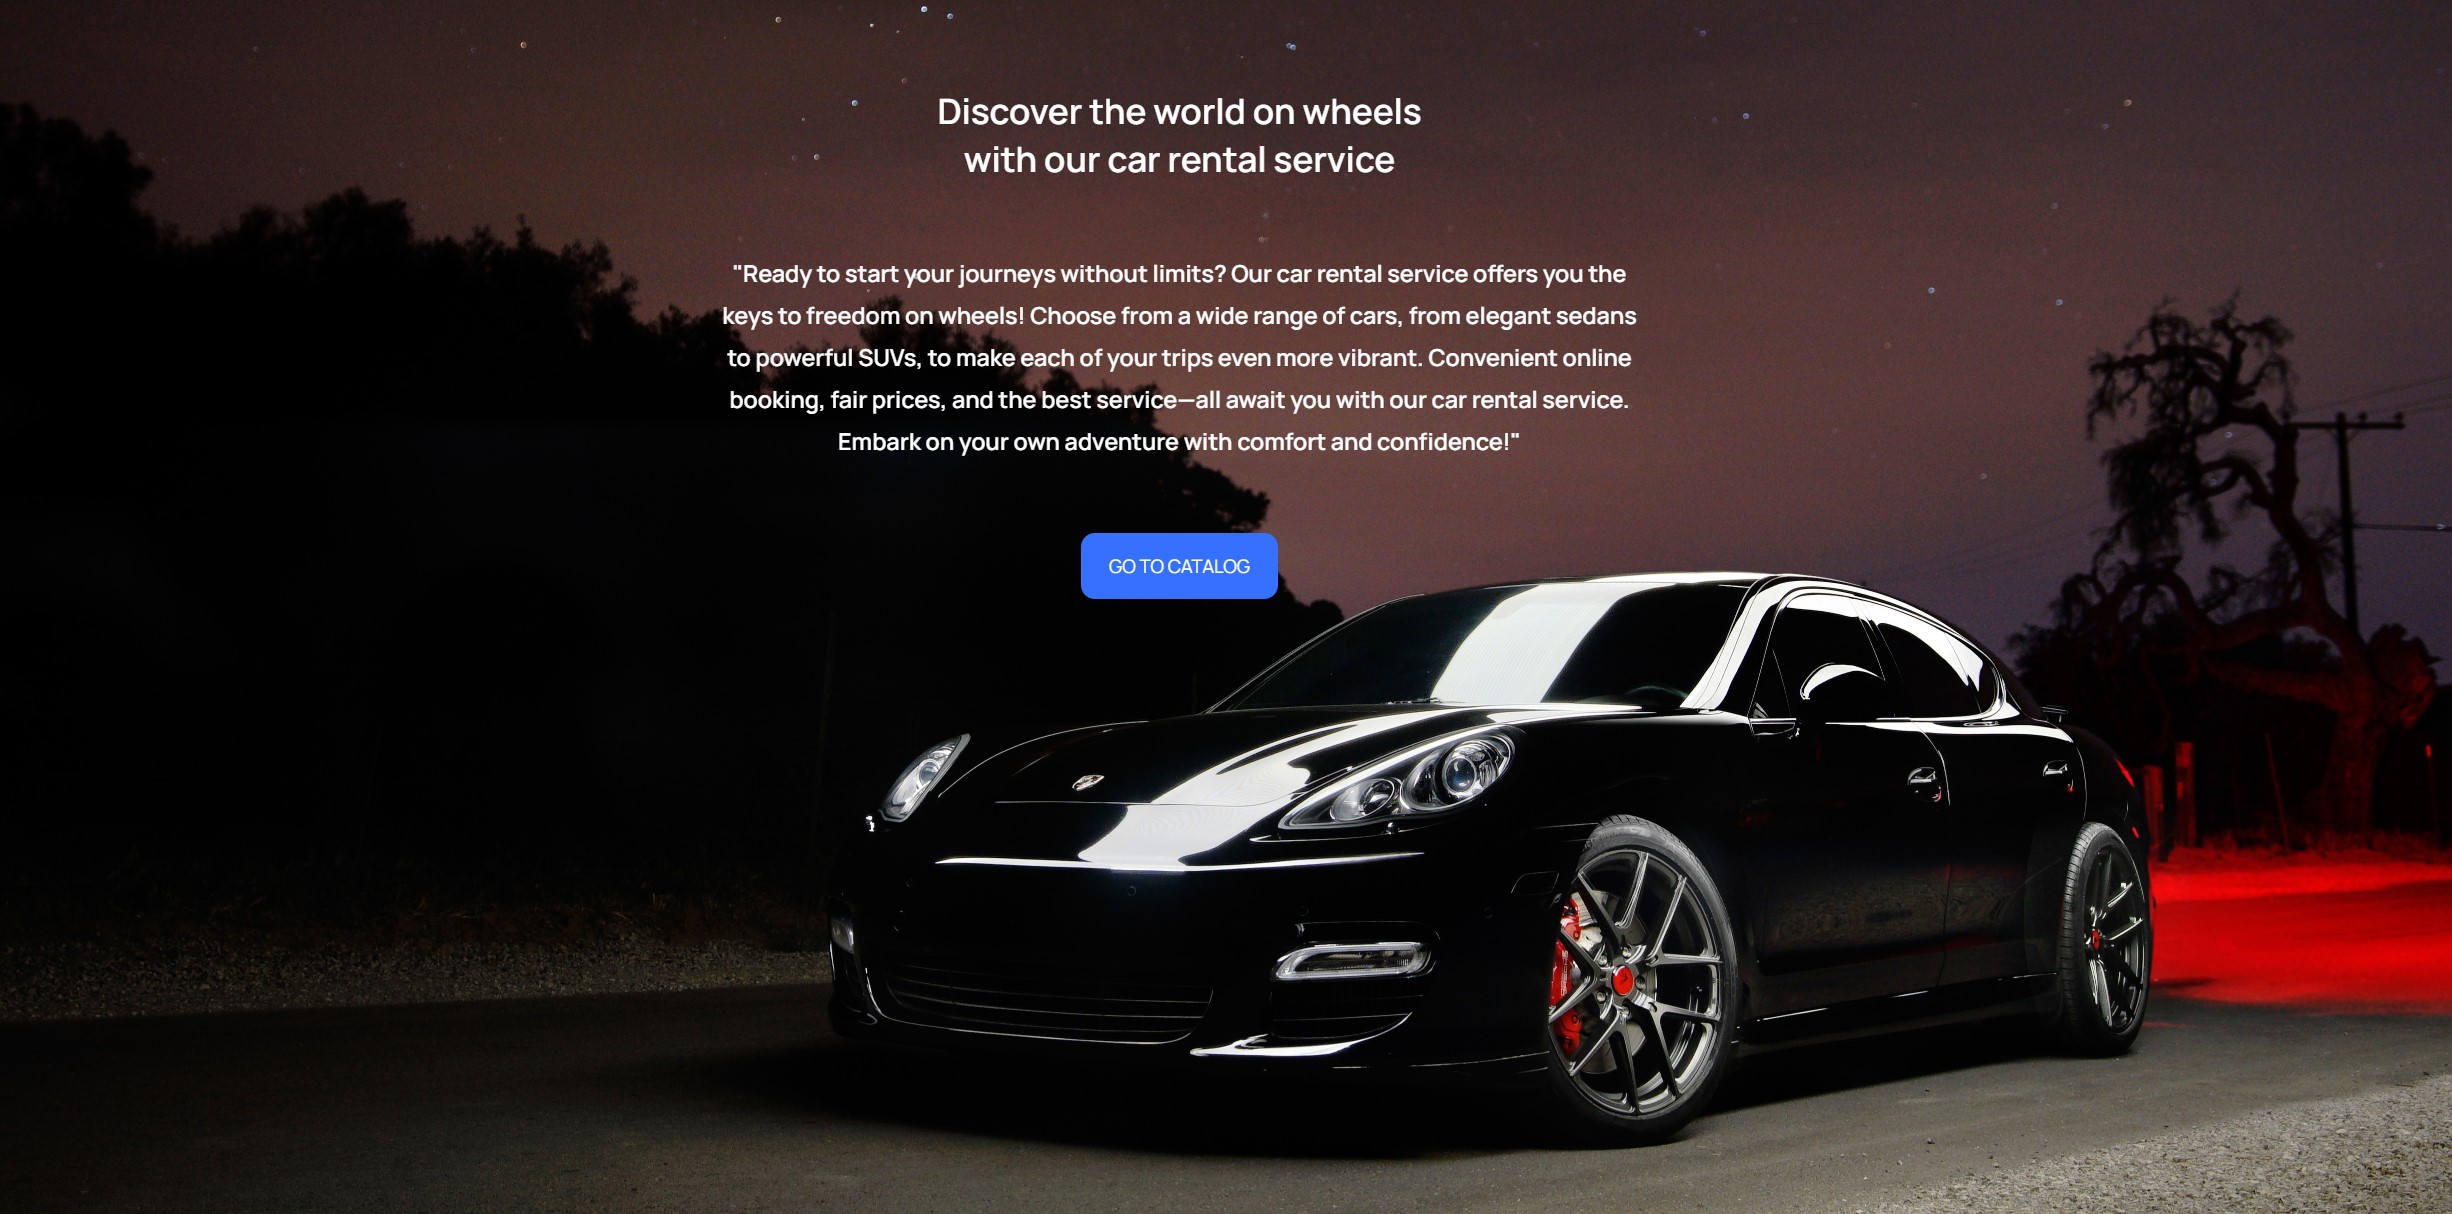 Discover the world on wheels
with our car rental service
"Ready to start your journeys without limits? Our car rental service offers you the
keys to freedom on wheels! Choose from a wide range of cars, from elegant sedans
to powerful SUVs, to make each of your trips even more vibrant. Convenient online
booking, fair prices, and the best service—all await you with our car rental service.
Embark on your own adventure with comfort and confidence!"
GO TO CATALOG